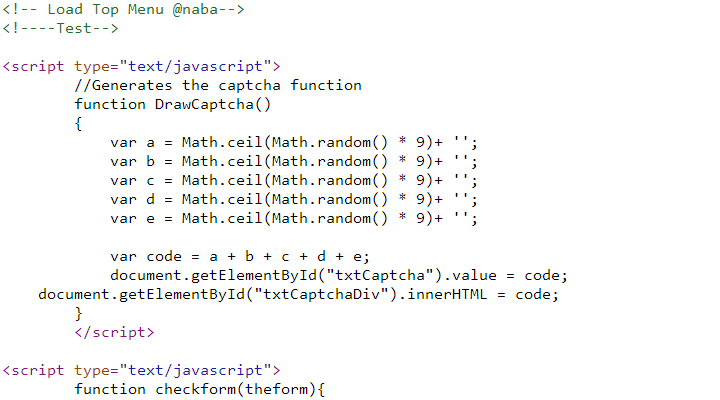 <!-- Load Top Menu @naba-->
<!----Test-->
<script type="text/javascript">
//Generates the captcha function
function DrawCaptcha()
{
var a = Math.ceil(Math.random() * 9)+ '';
var b = Math.ceil(Math.random() * 9)+ '';
var c = Math.ceil(Math.random() * 9)+ '';
var d = Math.ceil(Math.random() * 9)+ '';
var e = Math.ceil(Math.random() * 9)+ '';
var code = a + b + c + d + e;
document.getElementById("txtCaptcha").value = code;
document.getElementById("txtCaptchaDiv").innerHTML = code;
}
</script>
<script type="text/javascript">
function checkform(theform){